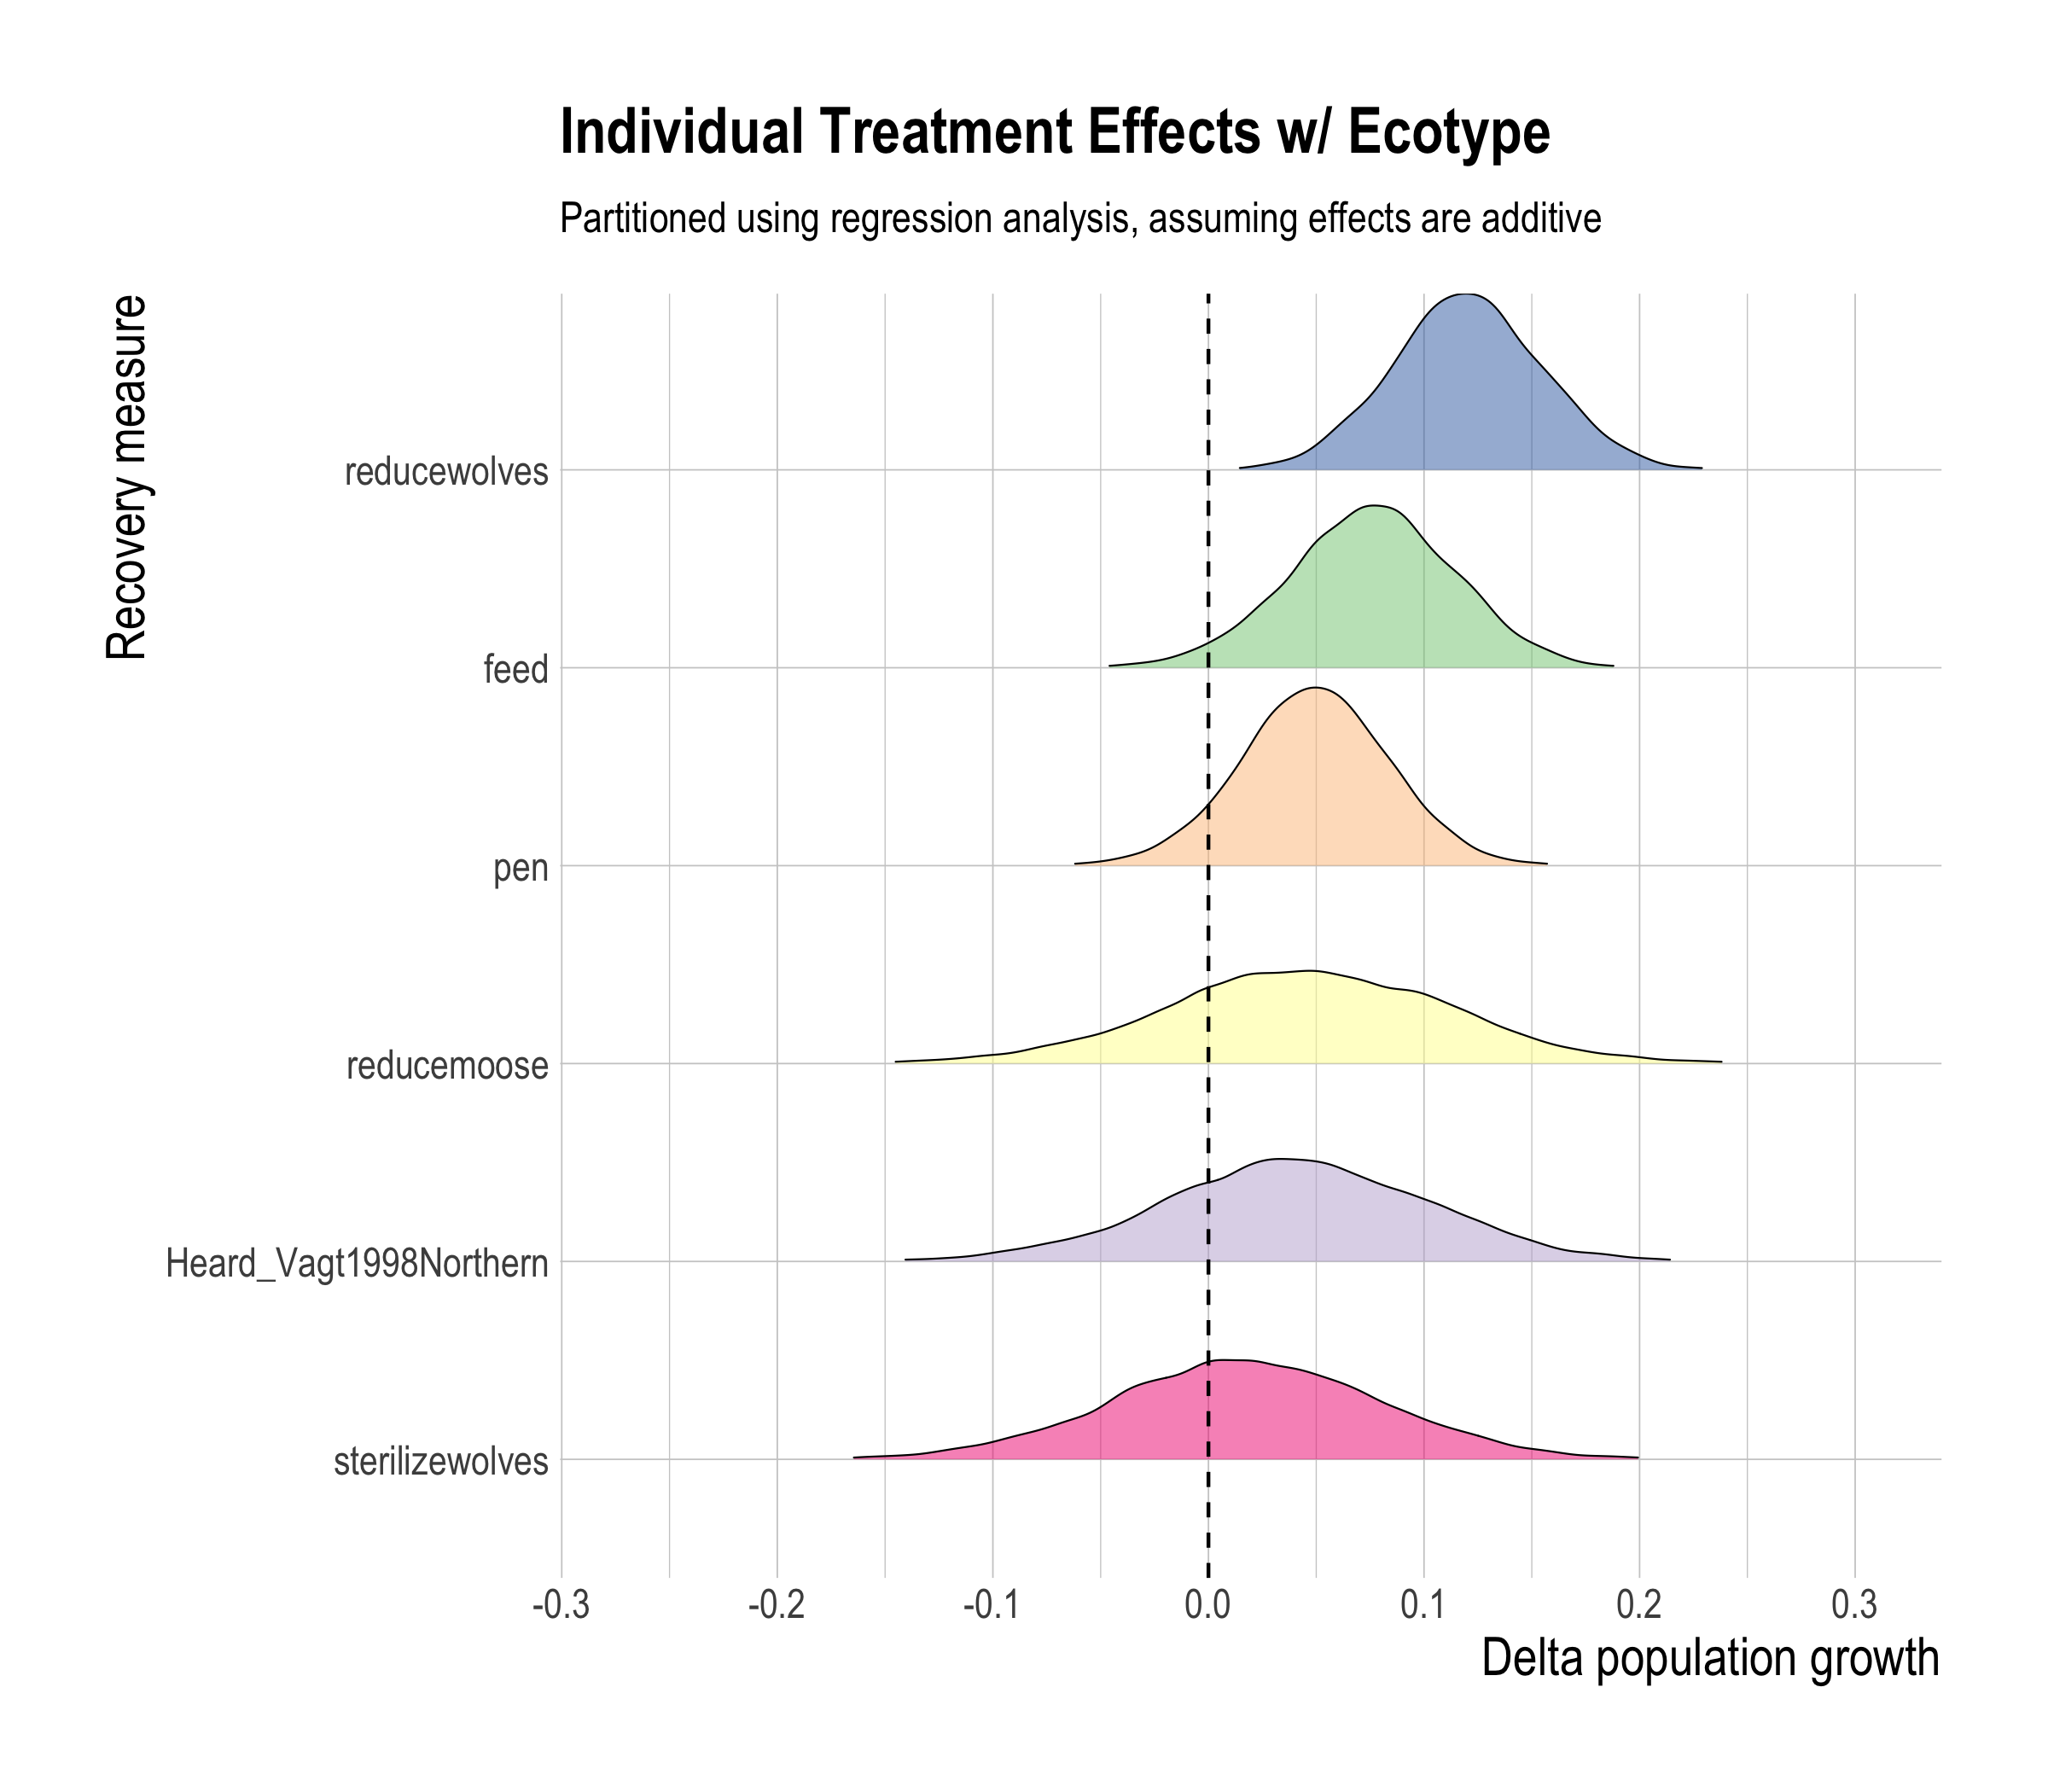 Individual Treatment Effects w/ Ecotype
Partitioned using regression analysis, assuming effects are additive
Recovery measure
reducewolves
feed
pen
reducemoose
Heard_Vagt1998Northern
sterilizewolves
-0.3 -0.2 -0.1 0.0 0.1 0.2 0.3
Delta population growth